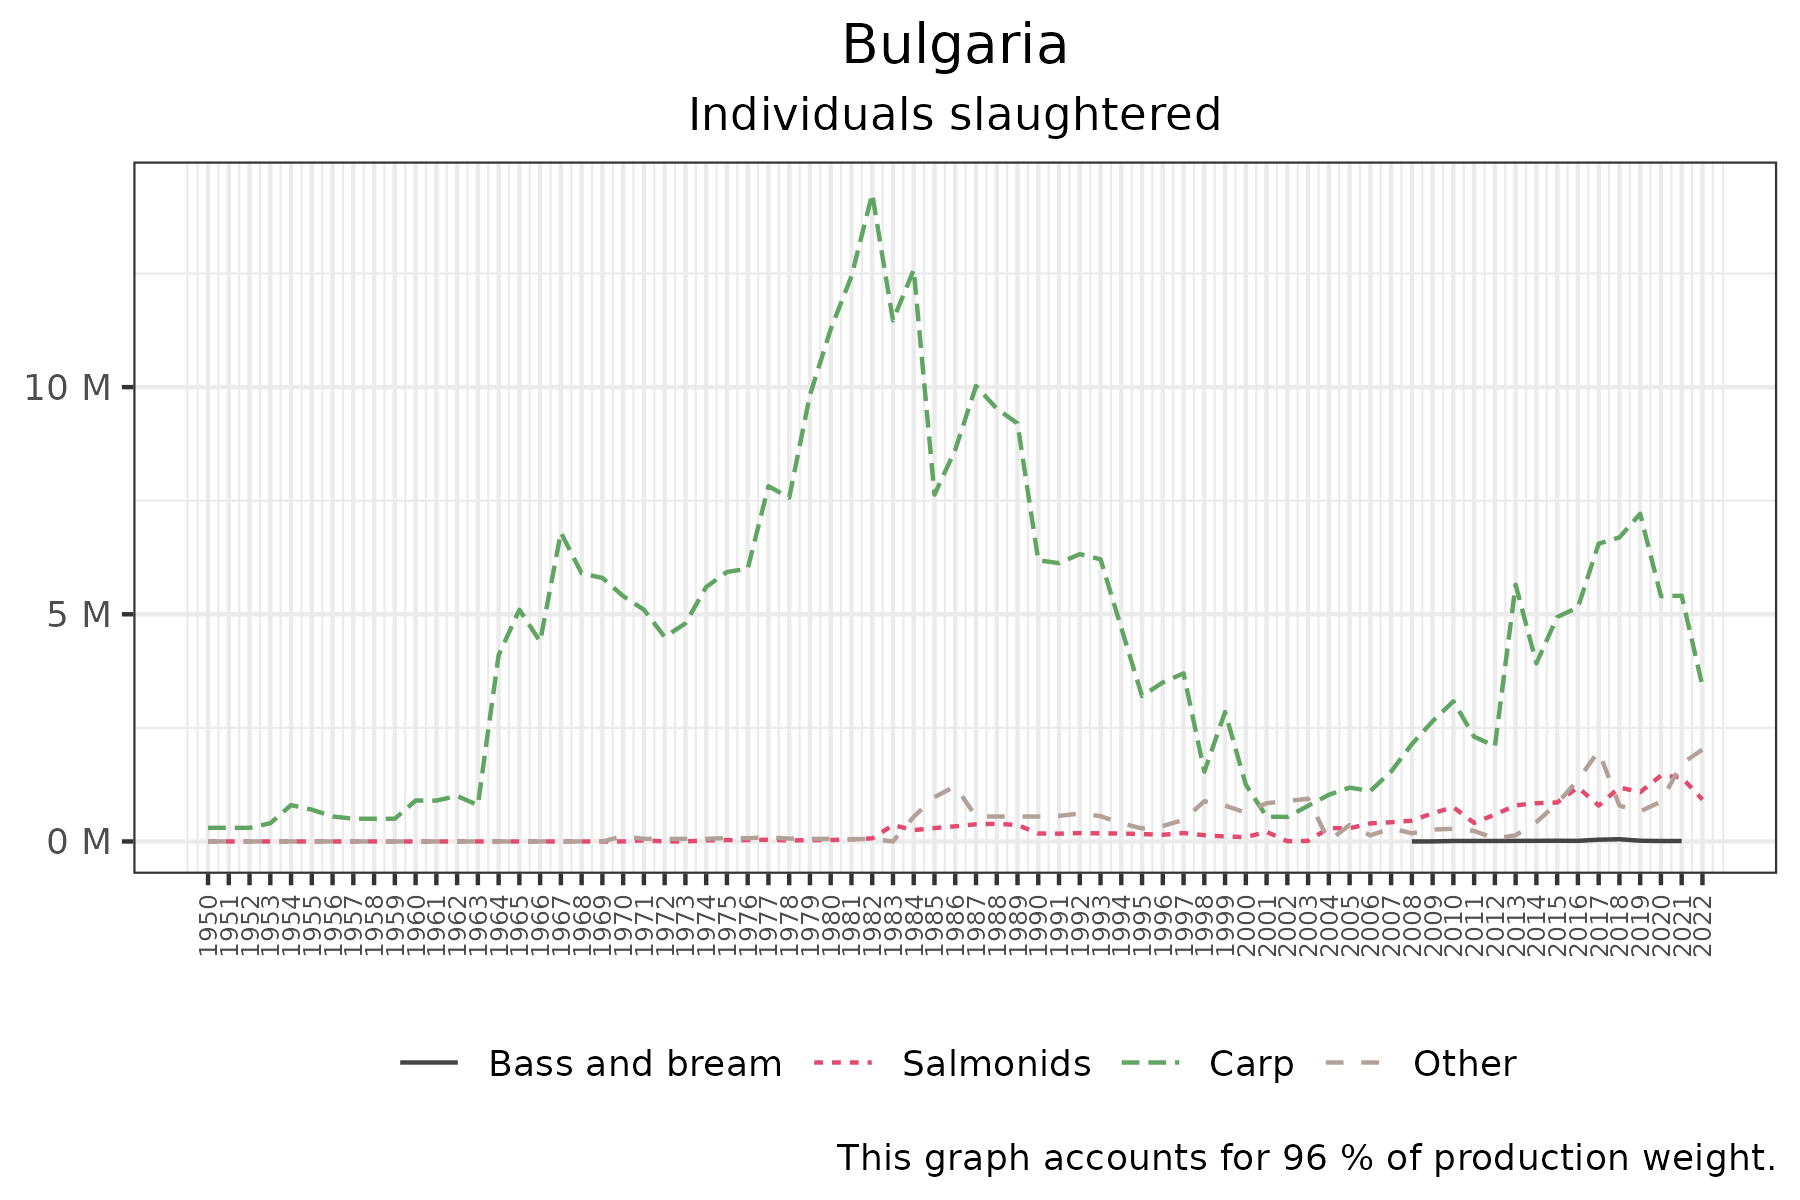 Bulgaria
Individuals slaughtered
10 M
5 M
0 M
1950 1951 1952 1953 1954 1955 1956 1957 1958 1959 1960 1961 1962 1963 1964 1965 1966 1967 1968 1969 1970 1971 1972 1973 1974 1975 1976 1977 1978 1979 1980 1981 1982 1983 1984 1985 1986 1987 1988 1989 1990 1991 1992 1993 1994 1995 1996 1997 1998 1999 2000 2001 2002 2003 2004 2005 2006 2007 2008 2009 2010 2011 2012 2013 2014 2015 2016 2017 2018 2019 2020 2021 2022
Bass and bream Salmonids Carp Other
This graph accounts for 96 % of production weight.